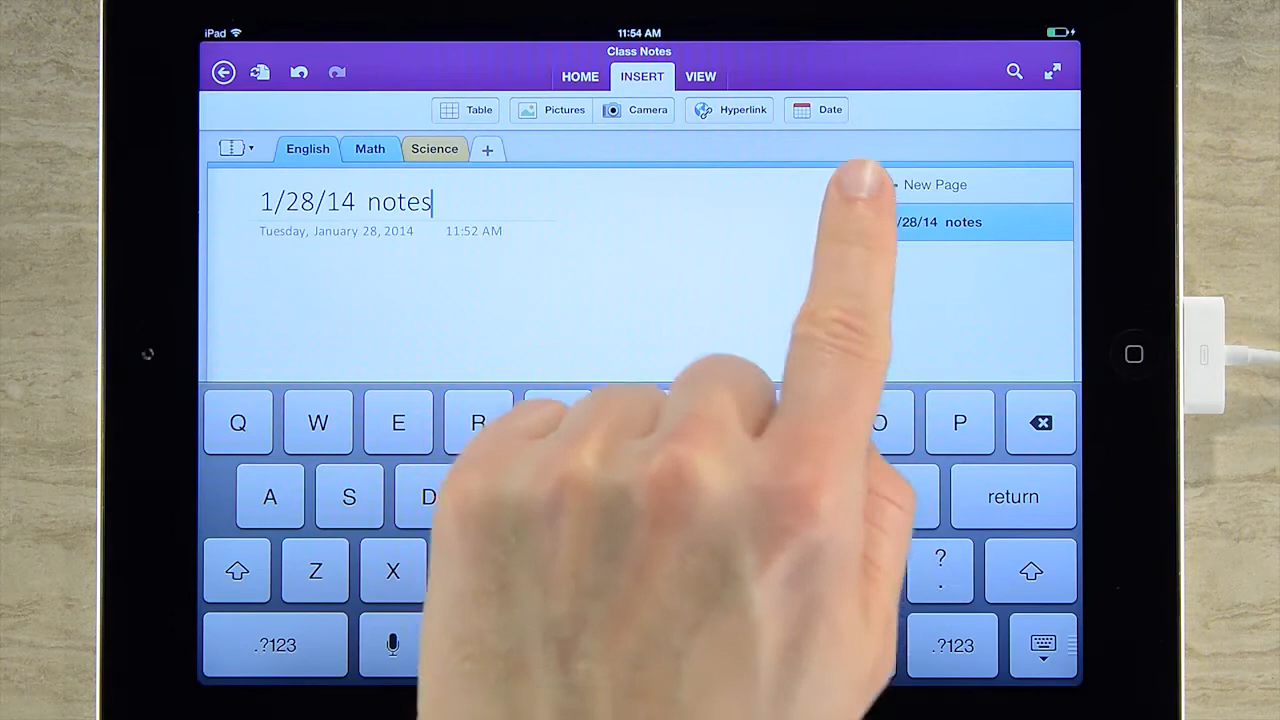 iPad 11:54 AM
Class Notes
HOME INSERT VIEW
Table Pictures Camera Hyperlink Date
English Math Science +
New Page
1/28/14 notes
/28/14 notes
Tuesday, January 28, 2014 11:52 AM
Q W E R O P
A S D return
Z X ? .
.?123 .?123